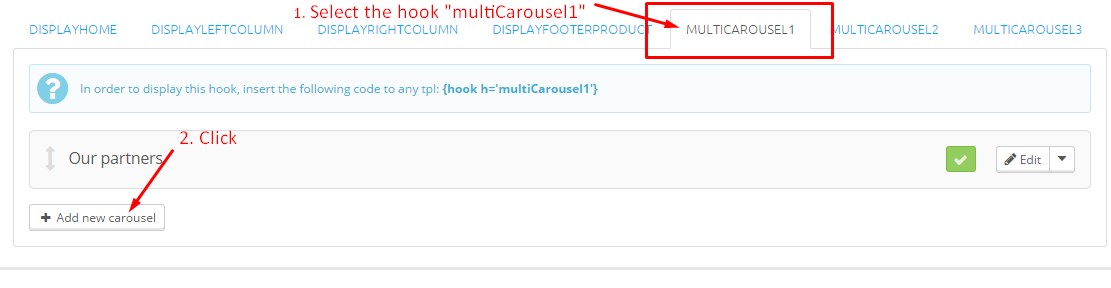 1. Select the hook "multiCarousel1"
DISPLAYHOME DISPLAYLEFTCOLUMN DISPLAYRIGHTCOLUMN DISPLAYFOOTERPRODUCT MULTICAROUSEL1 MULTICAROUSEL2 MULTICAROUSEL3
? In order to display this hook, insert the following code to any tpl: {hook h='multiCarousel1'}
2. Click
Our partners Edit
+ Add new carousel